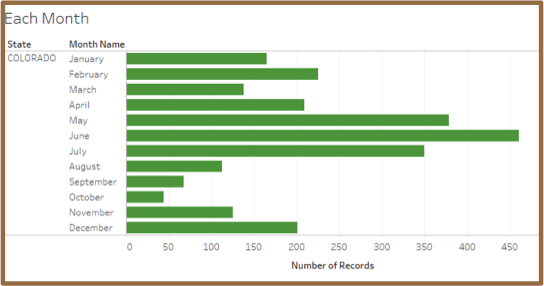 Each Month
State Month Name
COLORADO January
February
March
April
May
June
July
August
September
October
November
December
0 50 100 150 200 250 300 350 400 450
Number of Records